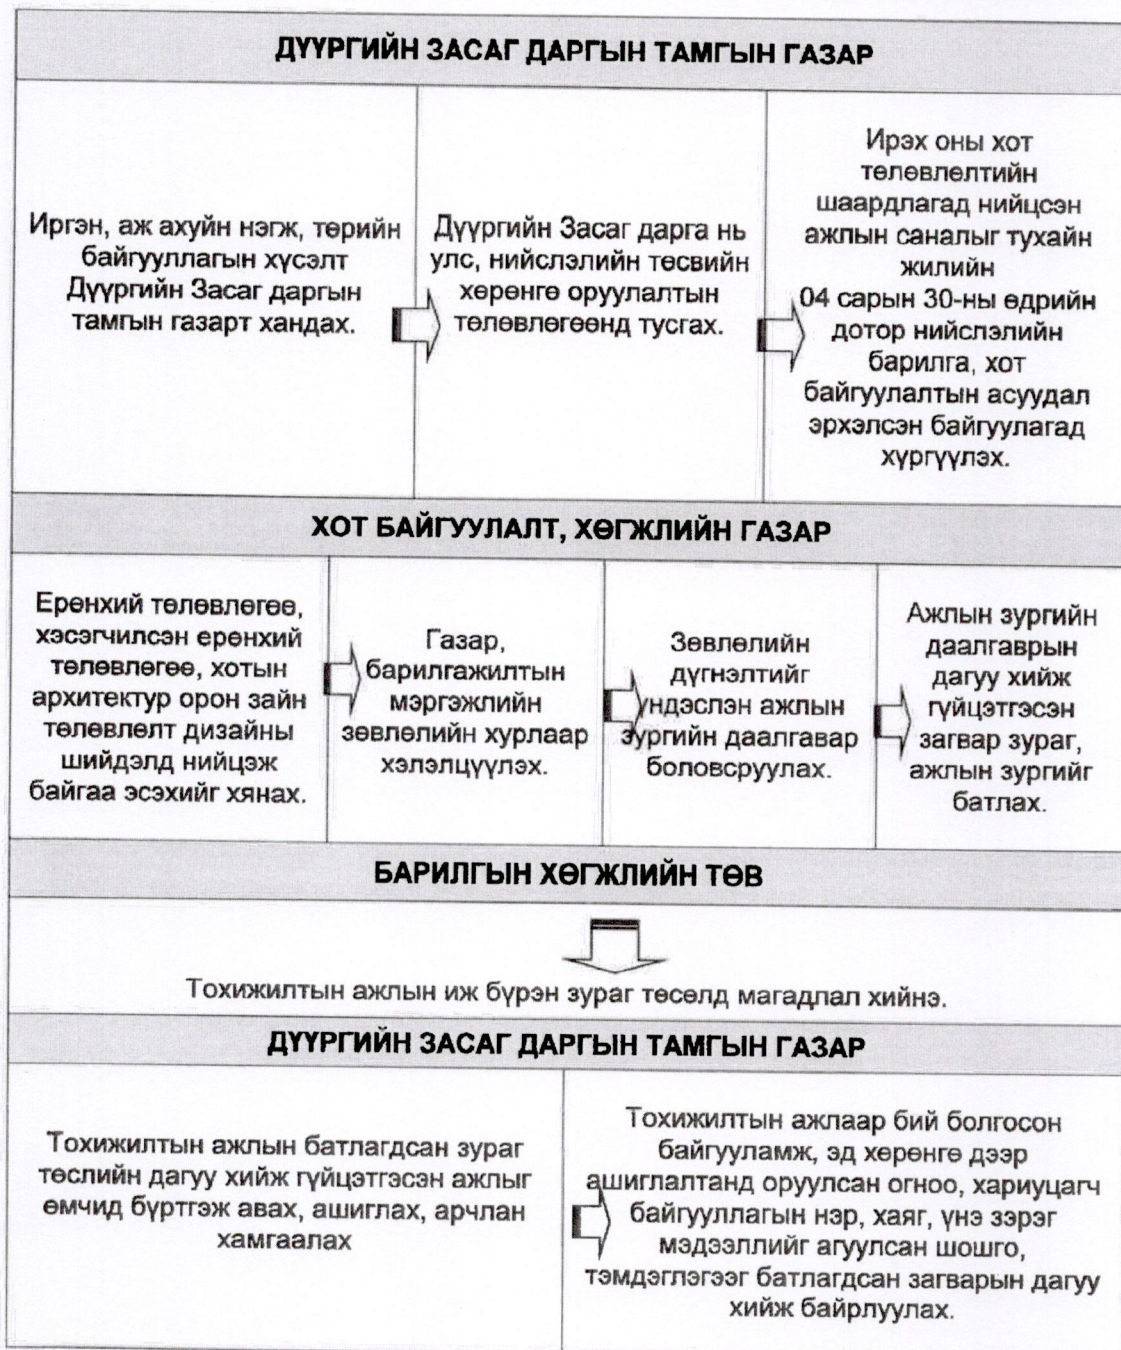 ДҮҮРГИЙН ЗАСАГ ДАРГЫН ТАМГЫН ГАЗАР
Иргэн, аж ахуйн нэгж, төрийн
байгууллагын хүсэлт
Дүүргийн Засаг даргын
тамгын газарт хандах.
Дүүргийн Засаг дарга нь
улс, нийслэлийн төсвийн
хөрөнгө оруулалтын
төлөвлөгөөнд тусгах.
Ирэх оны хот
төлөвлөлтийн
шаардлагад нийцсэн
ажлын саналыг тухайн
жилийн
04 сарын 30-ны өдрийн
дотор нийслэлийн
барилга, хот
байгуулалтын асуудал
эрхэлсэн байгуулагад
хүргүүлэх.
ХОТ БАЙГУУЛАЛТ, ХӨГЖЛИЙН ГАЗАР
Ерөнхий төлөвлөгөө,
хэсэгчилсэн ерөнхий
төлөвлөгөө, хотын
архитектур орон зайн
төлөвлөлт дизайны
шийдэлд нийцэж
байгаа эсэхийг хянах.
Газар,
барилгажилтын
мэргэжлийн
зөвлөлийн хурлаар
хэлэлцүүлэх.
Зөвлөлийн
дүгнэлтийг
үндэслэн ажлын
зургийн даалгавар
боловсруулах.
Ажлын зургийн
даалгаврын
дагуу хийж
гүйцэтгэсэн
загвар зураг,
ажлын зургийг
батлах.
БАРИЛГЫН ХӨГЖЛИЙН ТӨВ
Тохижилтын ажлын иж бүрэн зураг төсөлд магадлал хийнэ.
ДҮҮРГИЙН ЗАСАГ ДАРГЫН ТАМГЫН ГАЗАР
Тохижилтын ажлын батлагдсан зураг
төслийн дагуу хийж гүйцэтгэсэн ажлыг
өмчид бүртгэж авах, ашиглах, арчлан
хамгаалах
Тохижилтын ажлаар бий болгосон
байгууламж, эд хөрөнгө дээр
ашиглалтанд оруулсан огноо, хариуцагч
байгууллагын нэр, хаяг, үнэ зэрэг
мэдээллийг агуулсан шошго,
тэмдэглэгээг батлагдсан загварын дагуу
хийж байрлуулах.